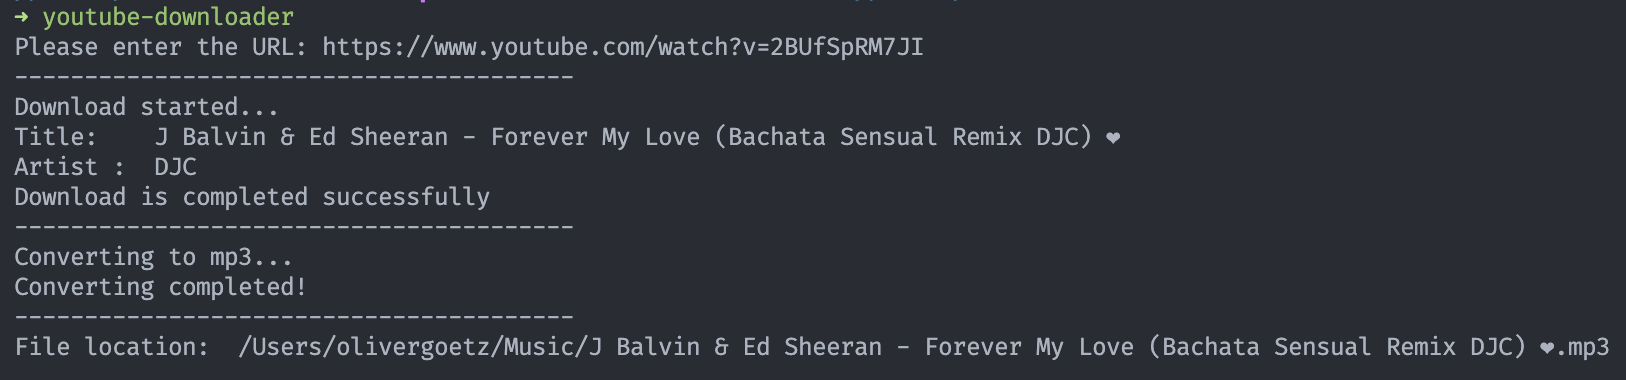 ➜ youtube-downloader
Please enter the URL: https://www.youtube.com/watch?v=2BUfSpRM7JI
----------------------------------------
Download started...
Title:    J Balvin & Ed Sheeran - Forever My Love (Bachata Sensual Remix DJC) ❤
Artist :  DJC
Download is completed successfully
----------------------------------------
Converting to mp3...
Converting completed!
----------------------------------------
File location:  /Users/olivergoetz/Music/J Balvin & Ed Sheeran - Forever My Love (Bachata Sensual Remix DJC) ❤.mp3